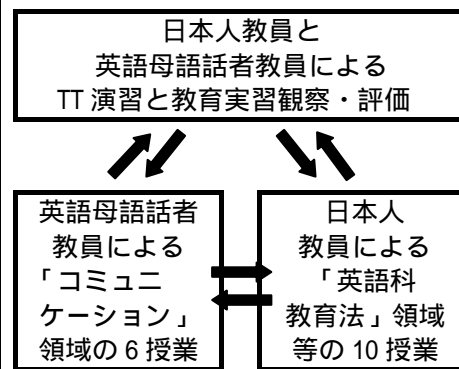 日本人教員と
英語母語話者教員による
TT 演習と教育実習観察・評価
英語母語話者
教員による
「コミュニ
ケーション」
領域の 6 授業
日本人
教員による
「英語科
教育法」領域
等の 10 授業